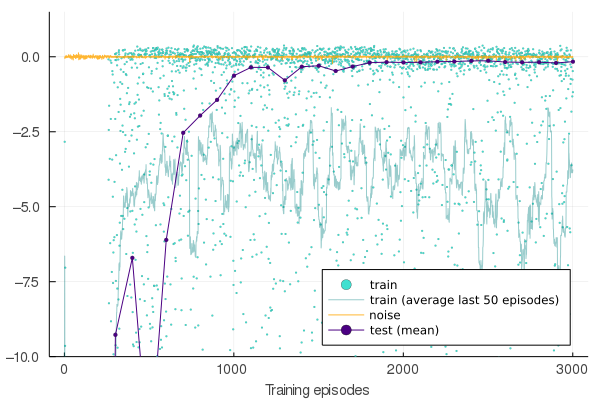 0.0
−2.5
−5.0
−7.5
−10.0
0
1000
2000
3000
Training episodes
train
train (average last 50 episodes)
noise
test (mean)